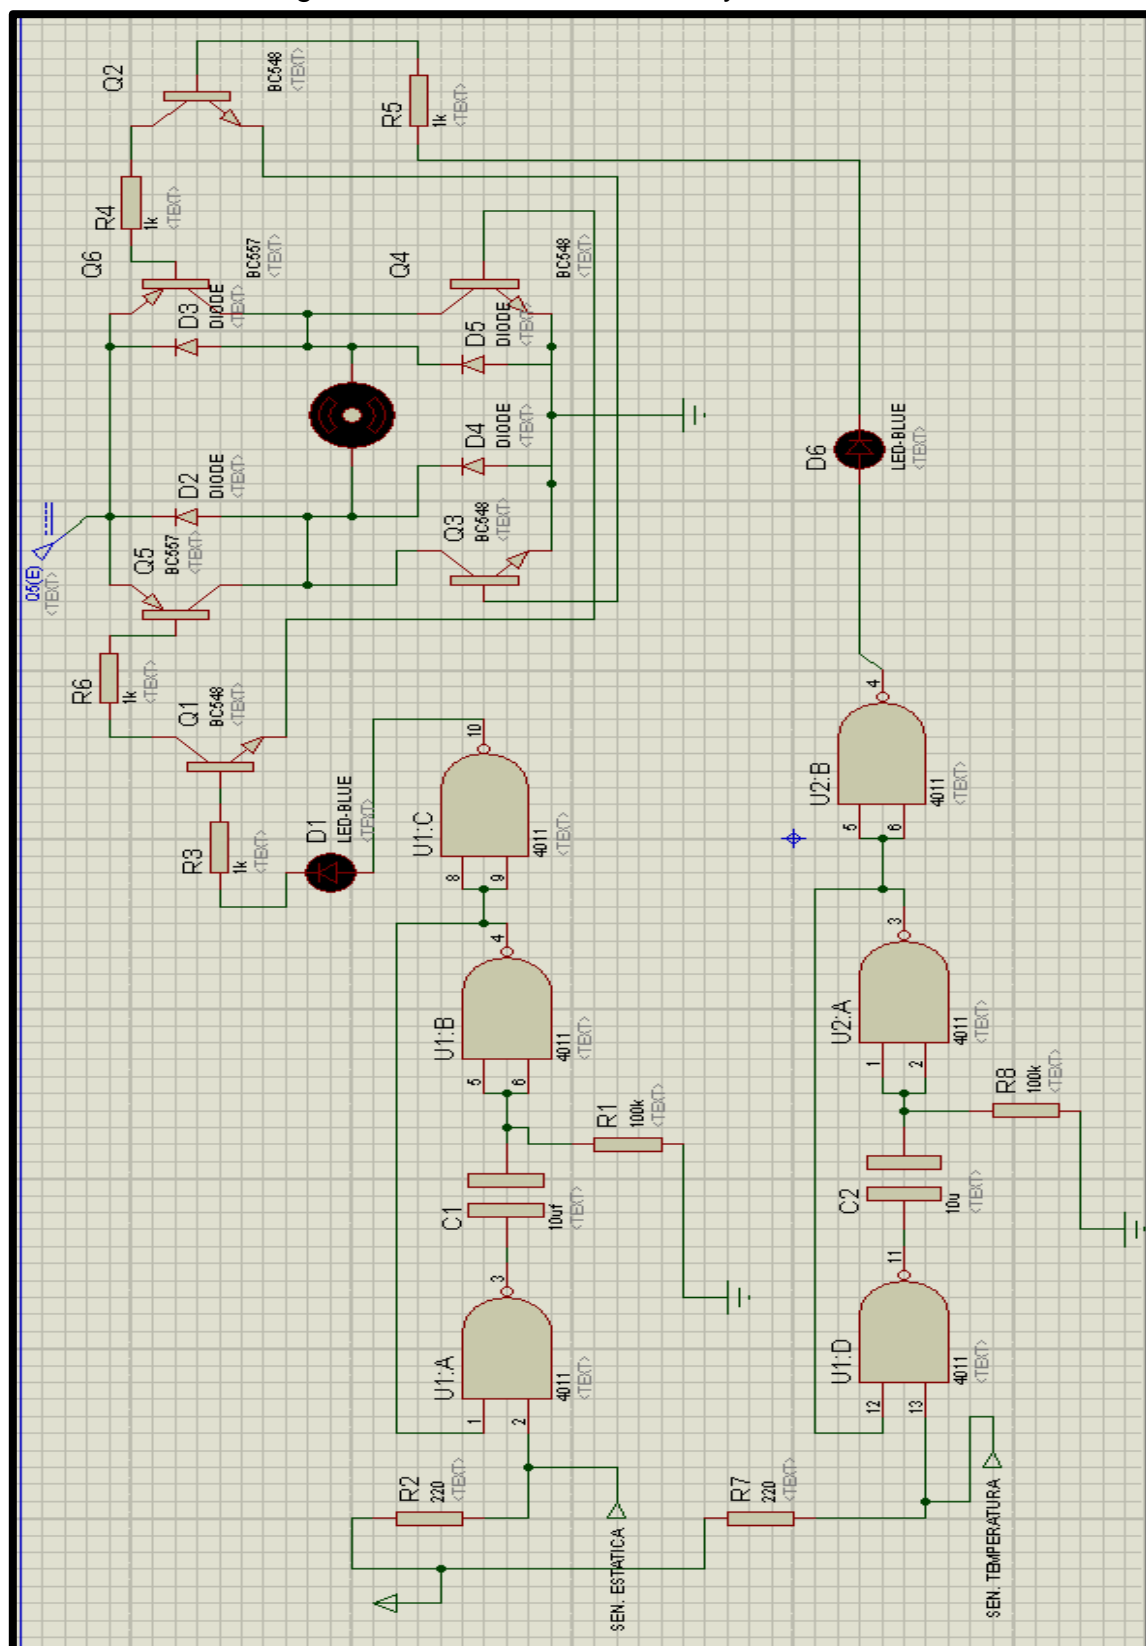 Q2
BC548
<TEXT>
R5
1k
<TEXT>
R4
1k
<TEXT>
Q6
BC557
<TEXT>
Q4
BC548
<TEXT>
D3
DIODE
<TEXT>
D5
DIODE
<TEXT>
D2
DIODE
<TEXT>
D4
DIODE
<TEXT>
Q5(E)
<TEXT>
Q5
BC557
<TEXT>
Q3
BC548
<TEXT>
D6
LED-BLUE
<TEXT>
R6
1k
<TEXT>
Q1
BC548
<TEXT>
R3
1k
<TEXT>
D1
LED-BLUE
<TEXT>
U1:C
10
8
9
4011
<TEXT>
U2:B
4
5
6
4011
<TEXT>
U1:B
4
5
6
4011
<TEXT>
U2:A
3
1
2
4011
<TEXT>
R1
100k
<TEXT>
R8
100k
<TEXT>
C1
10uf
<TEXT>
C2
10u
<TEXT>
U1:A
3
1
2
4011
<TEXT>
U1:D
11
12
13
4011
<TEXT>
R2
220
<TEXT>
R7
220
<TEXT>
SEN. ESTATICA
SEN. TEMPERATURA